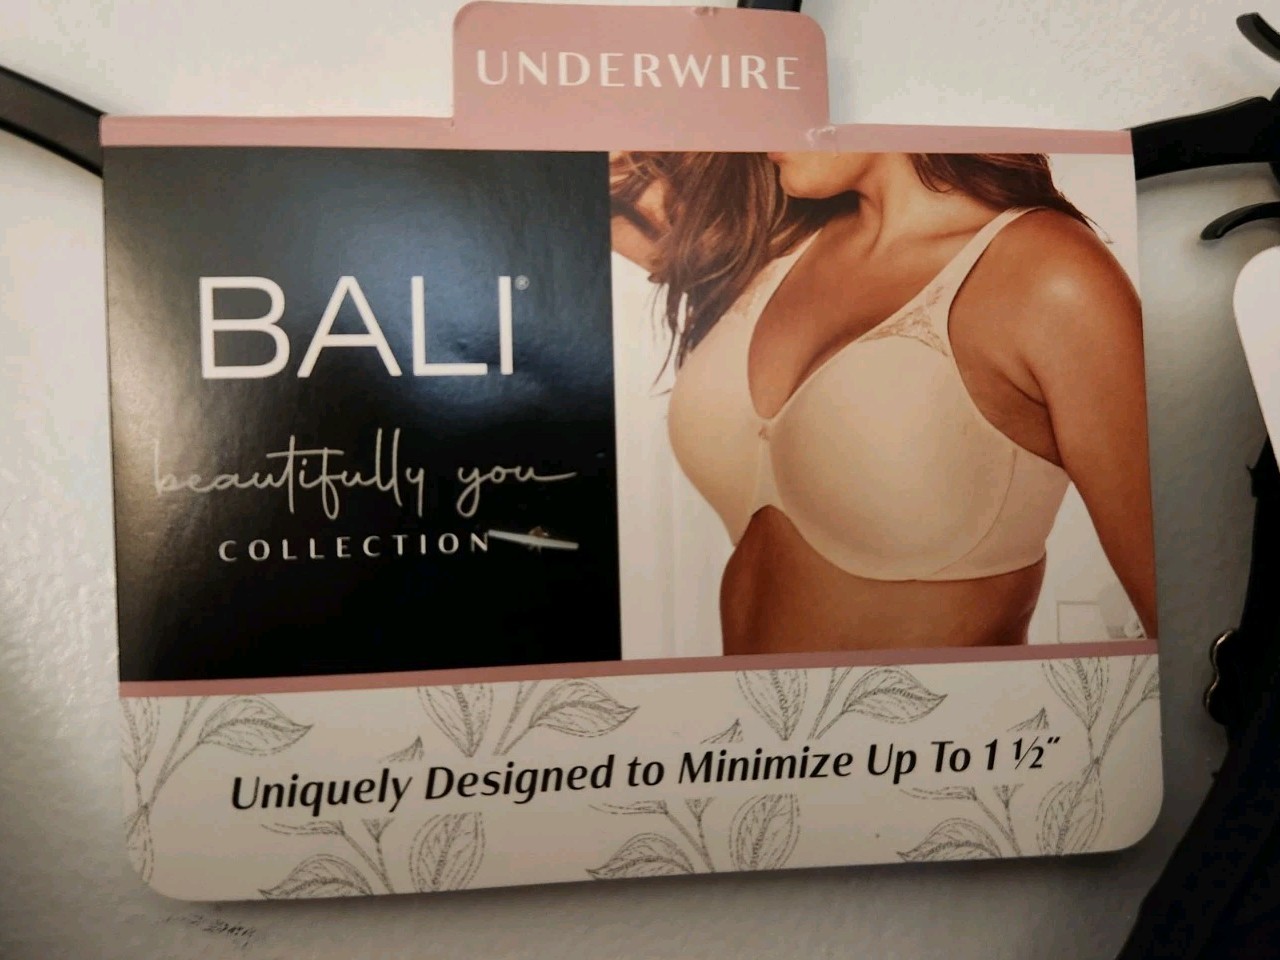 UNDERWIRE
BALI®
beautifully you
COLLECTION
Uniquely Designed to Minimize Up To 1 ½"